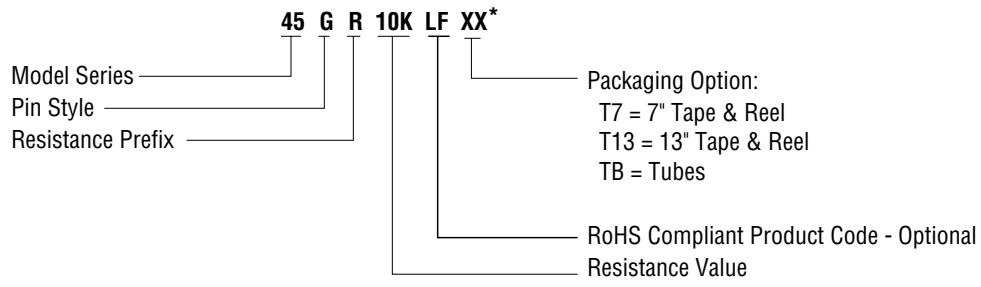 45 G R 10K LF XX*
Model Series
Pin Style
Resistance Prefix
Packaging Option:
T7 = 7" Tape & Reel
T13 = 13" Tape & Reel
TB = Tubes
RoHS Compliant Product Code - Optional
Resistance Value